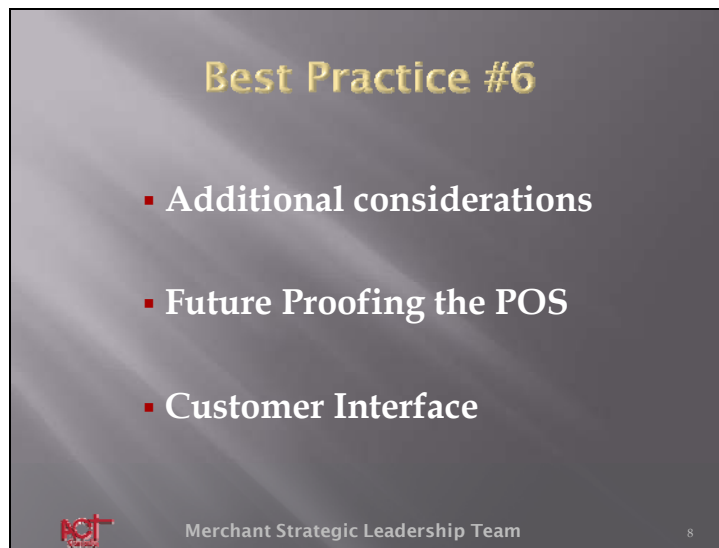 Best Practice #6
▪ Additional considerations
▪ Future Proofing the POS
▪ Customer Interface
Merchant Strategic Leadership Team
8